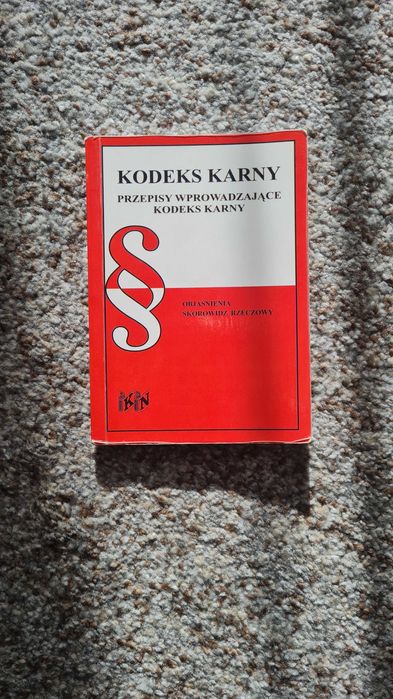 KODEKS KARNY
PRZEPISY WPROWADZAJĄCE
KODEKS KARNY
§
OBJAŚNIENIA
SKOROWIDZ RZECZOWY